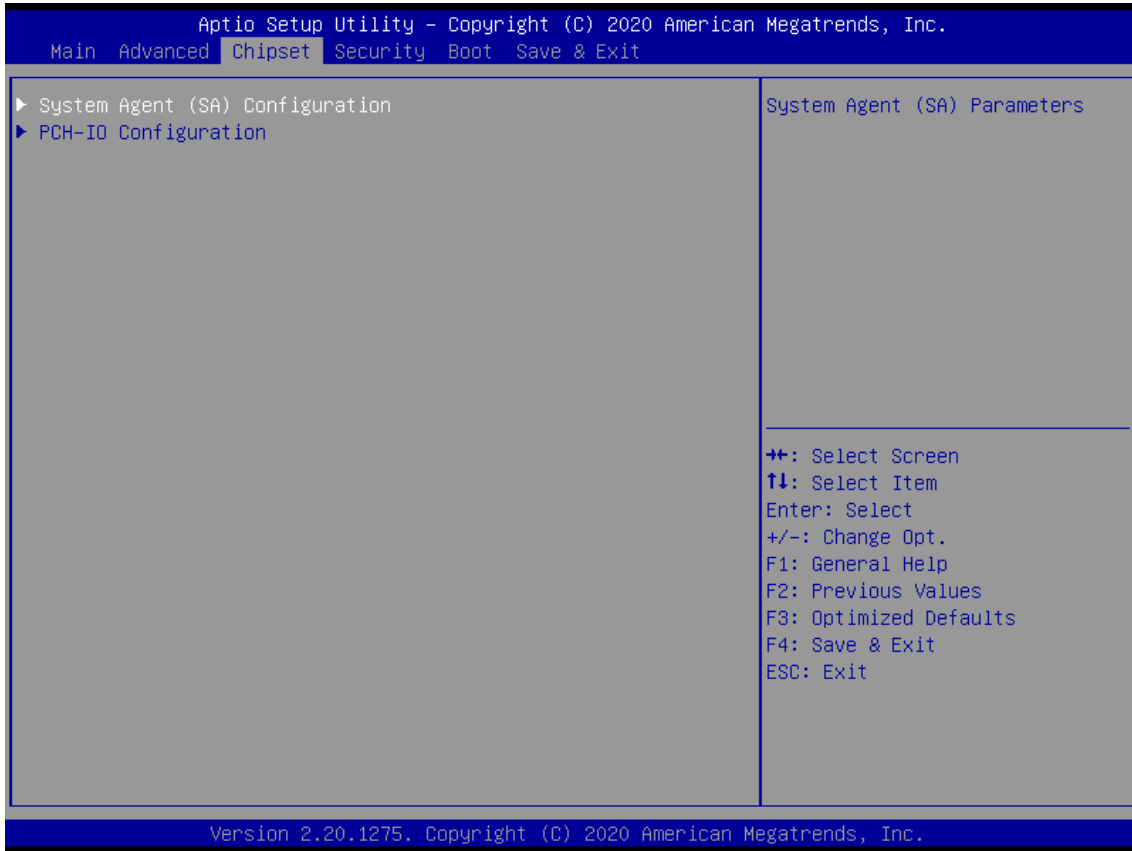 Aptio Setup Utility – Copyright (C) 2020 American Megatrends, Inc.
Main Advanced Chipset Security Boot Save & Exit
▶ System Agent (SA) Configuration
▶ PCH-IO Configuration
System Agent (SA) Parameters
→←: Select Screen
↑↓: Select Item
Enter: Select
+/-: Change Opt.
F1: General Help
F2: Previous Values
F3: Optimized Defaults
F4: Save & Exit
ESC: Exit
Version 2.20.1275. Copyright (C) 2020 American Megatrends, Inc.